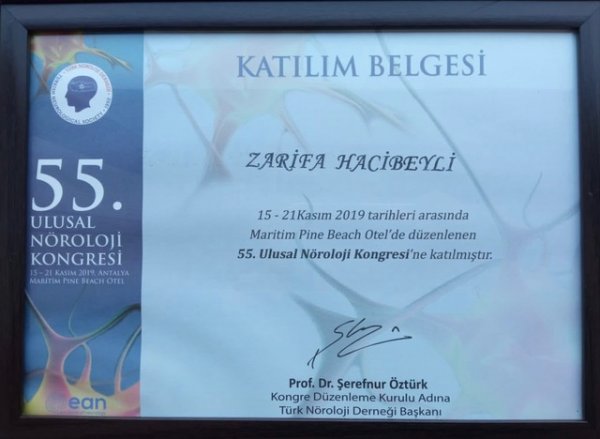 KATILIM BELGESİ
ZARİFA HACIBEYLİ
15 - 21Kasım 2019 tarihleri arasında
Maritim Pine Beach Otel'de düzenlenen
55. Ulusal Nöroloji Kongresi'ne katılmıştır.
Prof. Dr. Şerefnur Öztürk
Kongre Düzenleme Kurulu Adına
Türk Nöroloji Derneği Başkanı
55.
ULUSAL
NÖROLOJİ
KONGRESİ
15 – 21 KASIM 2019, ANTALYA
MARITIM PINE BEACH OTEL
ean